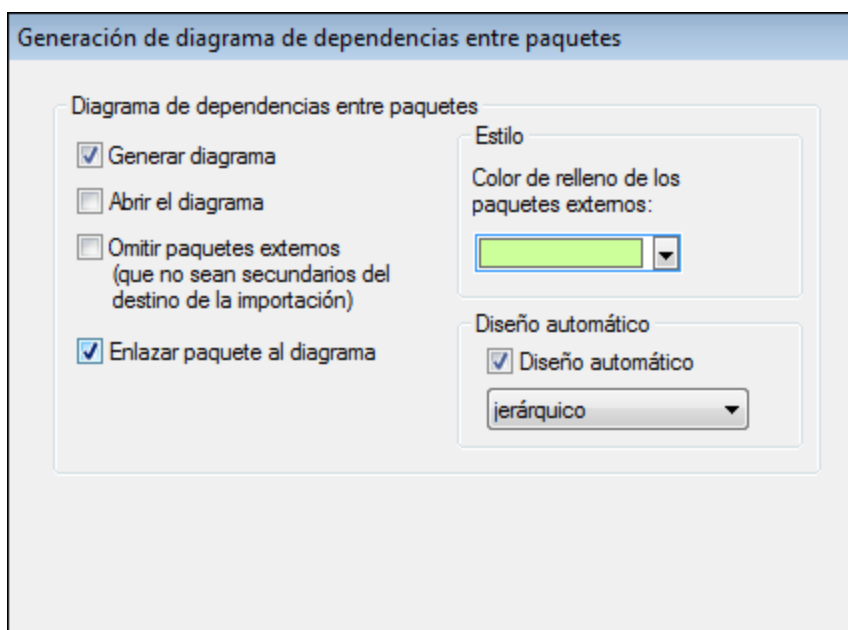 Generación de diagrama de dependencias entre paquetes
Diagrama de dependencias entre paquetes
Generar diagrama
Abrir el diagrama
Omitir paquetes externos
(que no sean secundarios del
destino de la importación)
Enlazar paquete al diagrama
Estilo
Color de relleno de los
paquetes externos:
Diseño automático
Diseño automático
jerárquico